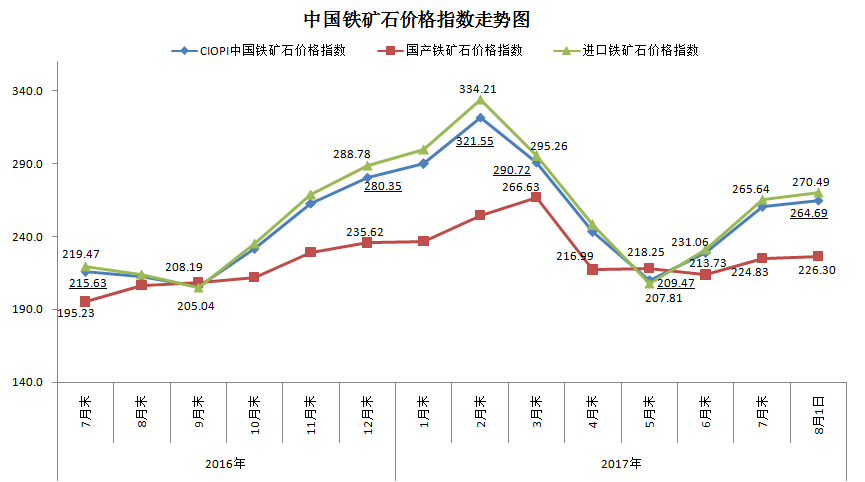 中国铁矿石价格指数走势图
CIOPI中国铁矿石价格指数 国产铁矿石价格指数 进口铁矿石价格指数
340.0
290.0
240.0
190.0
140.0
334.21
321.55
288.78
280.35
295.26
290.72
266.63
235.62
219.47
215.63
195.23
208.19
205.04
216.99
218.25
209.47
207.81
231.06
213.73
265.64
224.83
270.49
264.69
226.30
7月末
8月末
9月末
10月末
11月末
12月末
1月末
2月末
3月末
4月末
5月末
6月末
7月末
8月1日
2016年 2017年